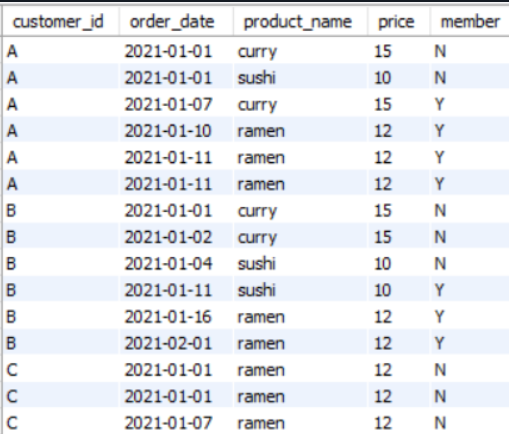 customer_id order_date product_name price member
A 2021-01-01 curry 15 N
A 2021-01-01 sushi 10 N
A 2021-01-07 curry 15 Y
A 2021-01-10 ramen 12 Y
A 2021-01-11 ramen 12 Y
A 2021-01-11 ramen 12 Y
B 2021-01-01 curry 15 N
B 2021-01-02 curry 15 N
B 2021-01-04 sushi 10 N
B 2021-01-11 sushi 10 Y
B 2021-01-16 ramen 12 Y
B 2021-02-01 ramen 12 Y
C 2021-01-01 ramen 12 N
C 2021-01-01 ramen 12 N
C 2021-01-07 ramen 12 N